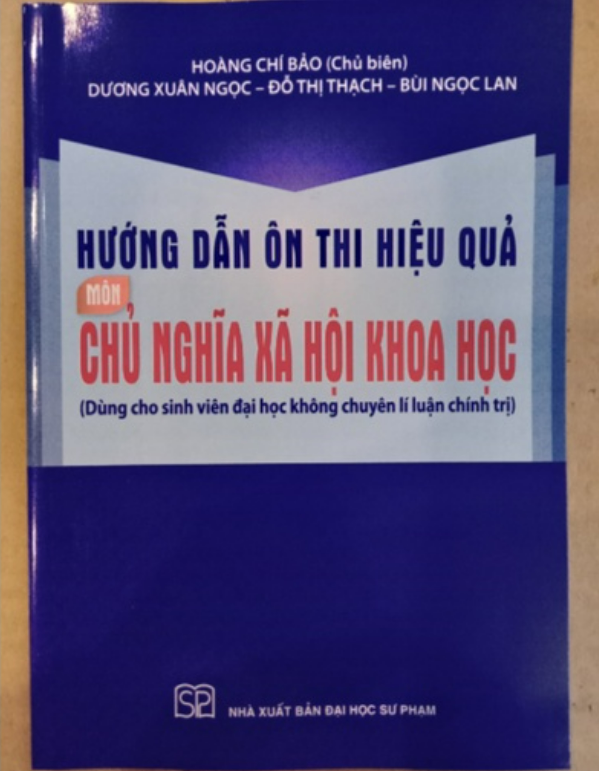 HOÀNG CHÍ BẢO (Chủ biên)
DƯƠNG XUÂN NGỌC – ĐỖ THỊ THẠCH – BÙI NGỌC LAN
HƯỚNG DẪN ÔN THI HIỆU QUẢ
MÔN
CHỦ NGHĨA XÃ HỘI KHOA HỌC
(Dùng cho sinh viên đại học không chuyên lí luận chính trị)
SP
NHÀ XUẤT BẢN ĐẠI HỌC SƯ PHẠM